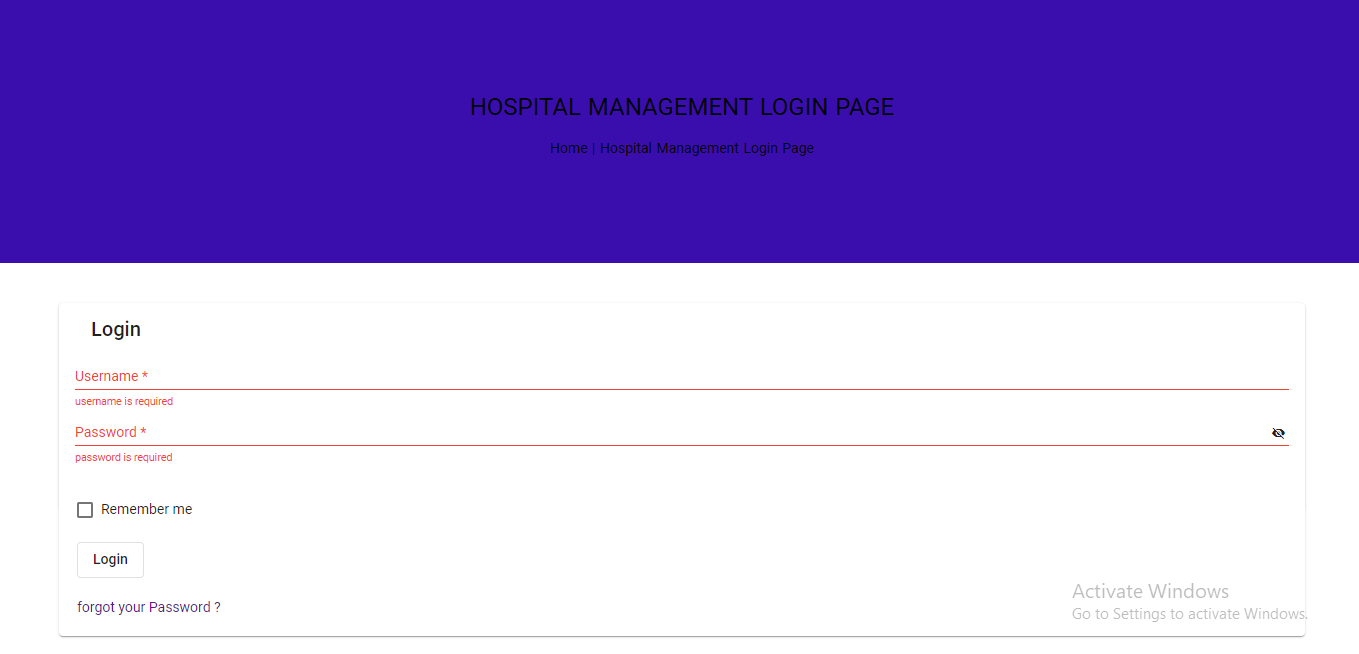 HOSPITAL MANAGEMENT LOGIN PAGE
Home | Hospital Management Login Page
Login
Username *
username is required
Password *
password is required
Remember me
Login
forgot your Password ?
Activate Windows
Go to Settings to activate Windows.